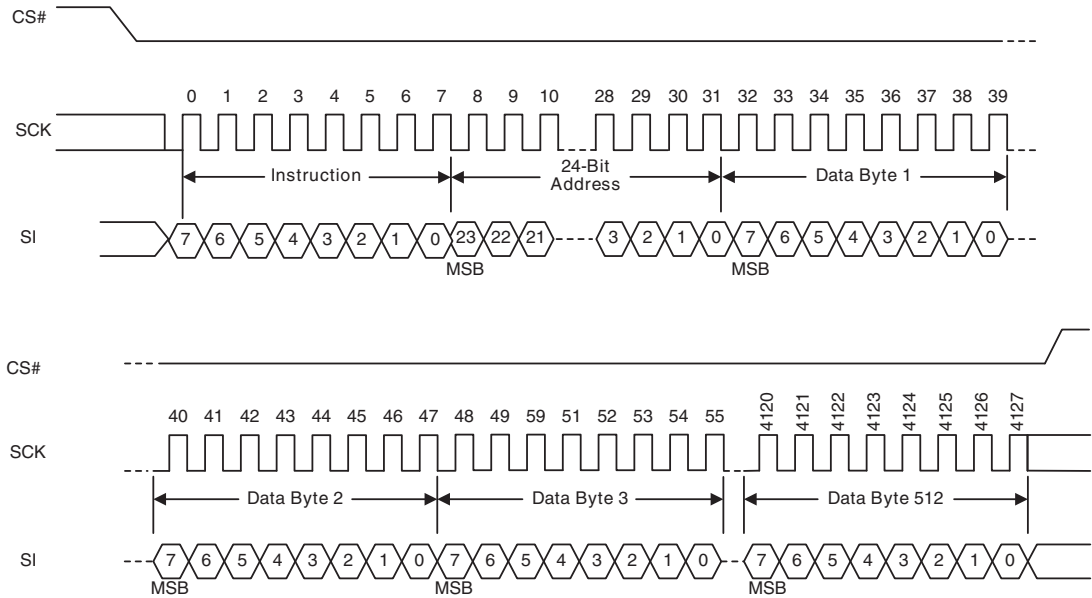 CS#
0 1 2 3 4 5 6 7 8 9 10 28 29 30 31 32 33 34 35 36 37 38 39
SCK
Instruction 24-Bit Address Data Byte 1
SI 7 6 5 4 3 2 1 0 23 22 21 3 2 1 0 7 6 5 4 3 2 1 0
MSB MSB
CS#
40 41 42 43 44 45 46 47 48 49 59 51 52 53 54 55 4120 4121 4122 4123 4124 4125 4126 4127
SCK
Data Byte 2 Data Byte 3 Data Byte 512
SI 7 6 5 4 3 2 1 0 7 6 5 4 3 2 1 0 7 6 5 4 3 2 1 0
MSB MSB MSB